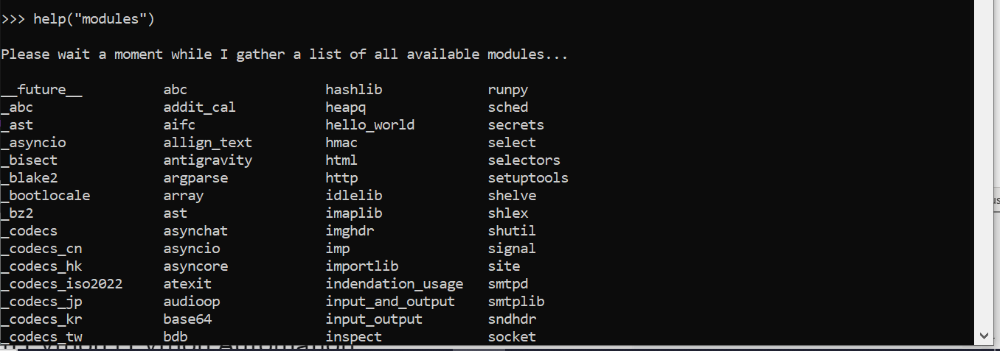 >>> help("modules")
Please wait a moment while I gather a list of all available modules...
__future__ abc hashlib runpy
_abc addit_cal heapq sched
_ast aifc hello_world secrets
_asyncio allign_text hmac select
_bisect antigravity html selectors
_blake2 argparse http setuptools
_bootlocale array idlelib shelve
_bz2 ast imaplib shlex
_codecs asynchat imghdr shutil
_codecs_cn asyncio imp signal
_codecs_hk asyncore importlib site
_codecs_iso2022 atexit indendation_usage smtpd
_codecs_jp audioop input_and_output smtplib
_codecs_kr base64 input_output sndhdr
_codecs_tw bdb inspect socket